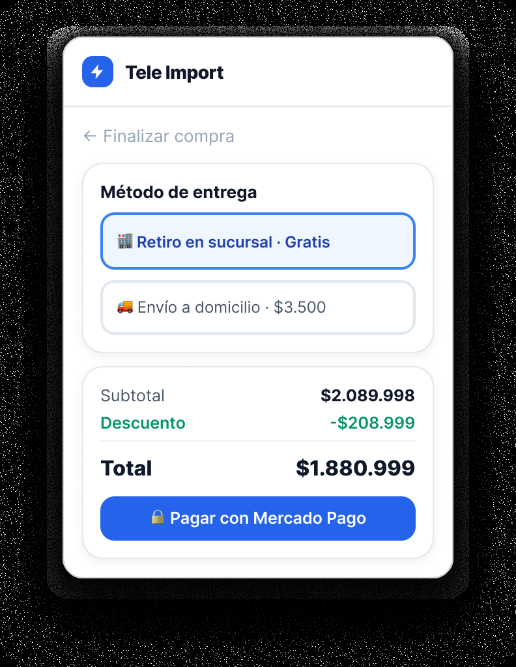 Tele Import
← Finalizar compra
Método de entrega
🏬 Retiro en sucursal · Gratis
🚚 Envío a domicilio · $3.500
Subtotal $2.089.998
Descuento -$208.999
Total $1.880.999
🔒 Pagar con Mercado Pago